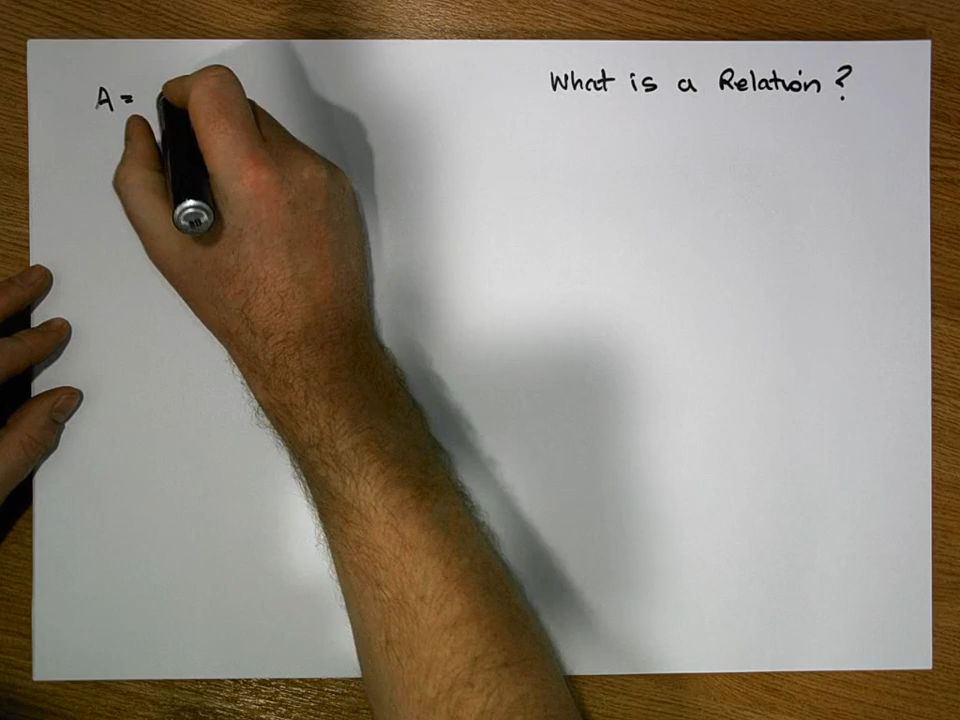 What is a Relation?
A =